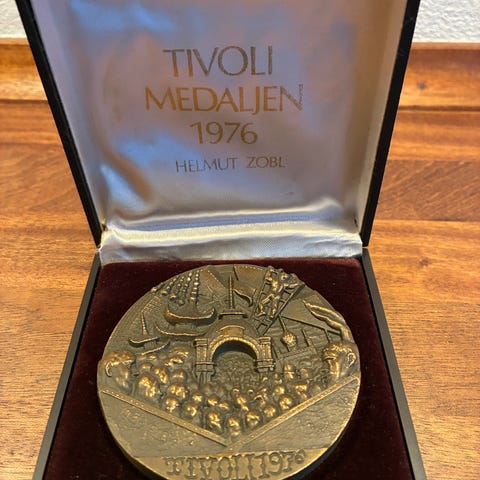 TIVOLI
MEDALJEN
1976
HELMUT ZOBL
TIVOLI 1976